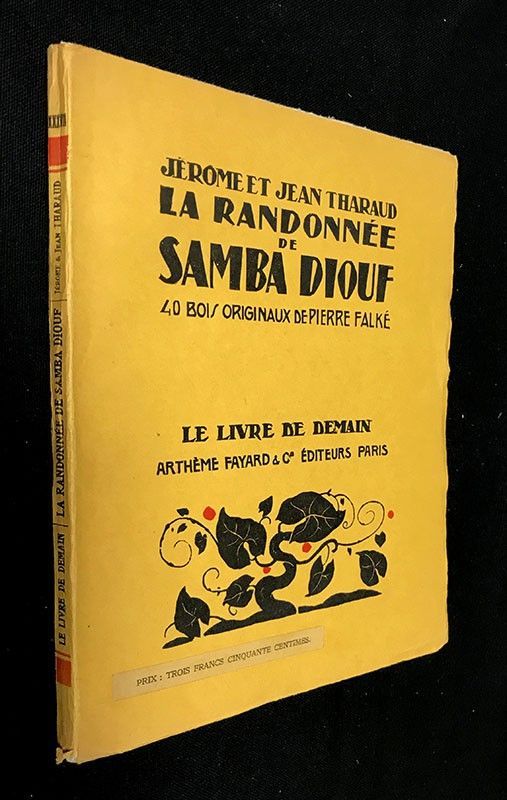 JÉROME ET JEAN THARAUD
LA RANDONNÉE
DE
SAMBA DIOUF
40 BOIS ORIGINAUX DE PIERRE FALKÉ
LE LIVRE DE DEMAIN
ARTHÈME FAYARD & Cie ÉDITEURS PARIS
PRIX : TROIS FRANCS CINQUANTE CENTIMES.
LE LIVRE DE DEMAIN | LA RANDONNÉE DE SAMBA DIOUF | JÉROME & JEAN THARAUD